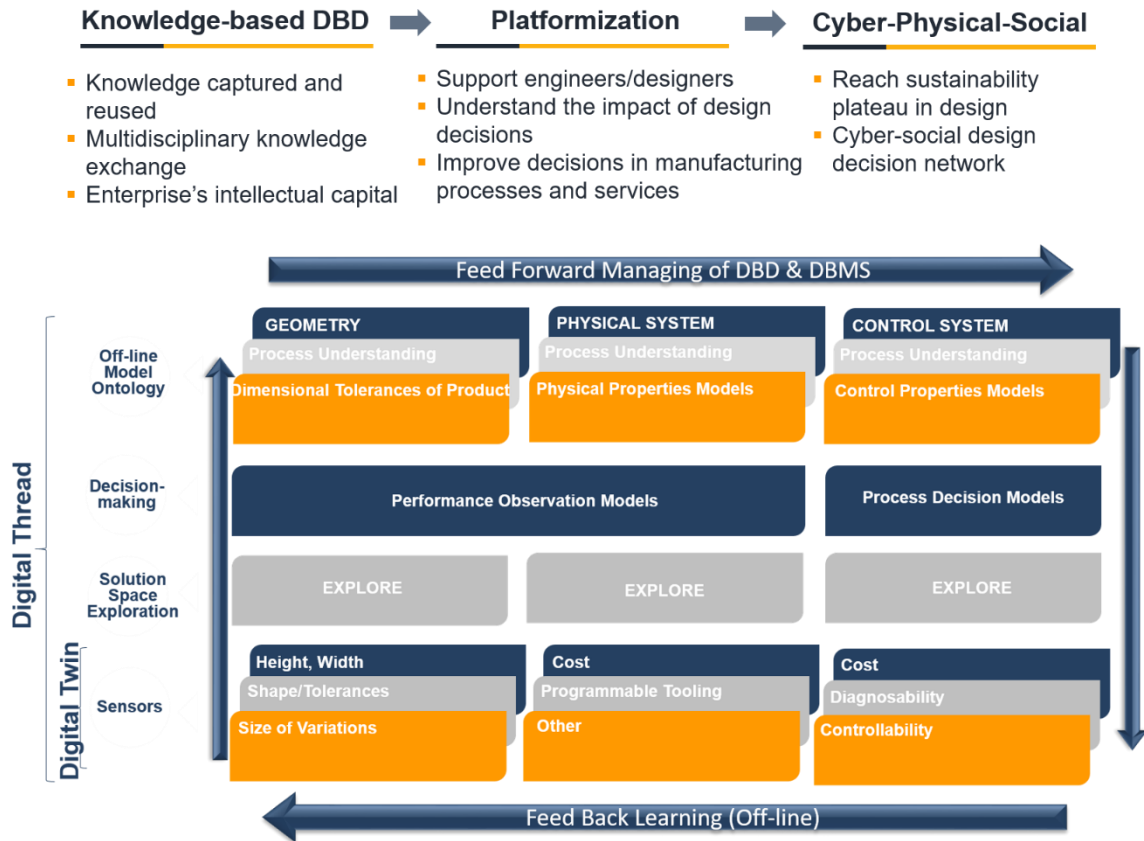 Knowledge-based DBD
Platformization
Cyber-Physical-Social
Knowledge captured and
reused
Multidisciplinary knowledge
exchange
Enterprise's intellectual capital
Support engineers/designers
Understand the impact of design
decisions
Improve decisions in manufacturing
processes and services
Reach sustainability
plateau in design
Cyber-social design
decision network
Feed Forward Managing of DBD & DBMS
Digital Thread
Digital Twin
Off-line
Model
Ontology
GEOMETRY
Process Understanding
Dimensional Tolerances of Product
PHYSICAL SYSTEM
Process Understanding
Physical Properties Models
CONTROL SYSTEM
Process Understanding
Control Properties Models
Decision-
making
Performance Observation Models
Process Decision Models
Solution
Space
Exploration
EXPLORE
EXPLORE
EXPLORE
Sensors
Height, Width
Shape/Tolerances
Size of Variations
Cost
Programmable Tooling
Other
Cost
Diagnosability
Controllability
Feed Back Learning (Off-line)